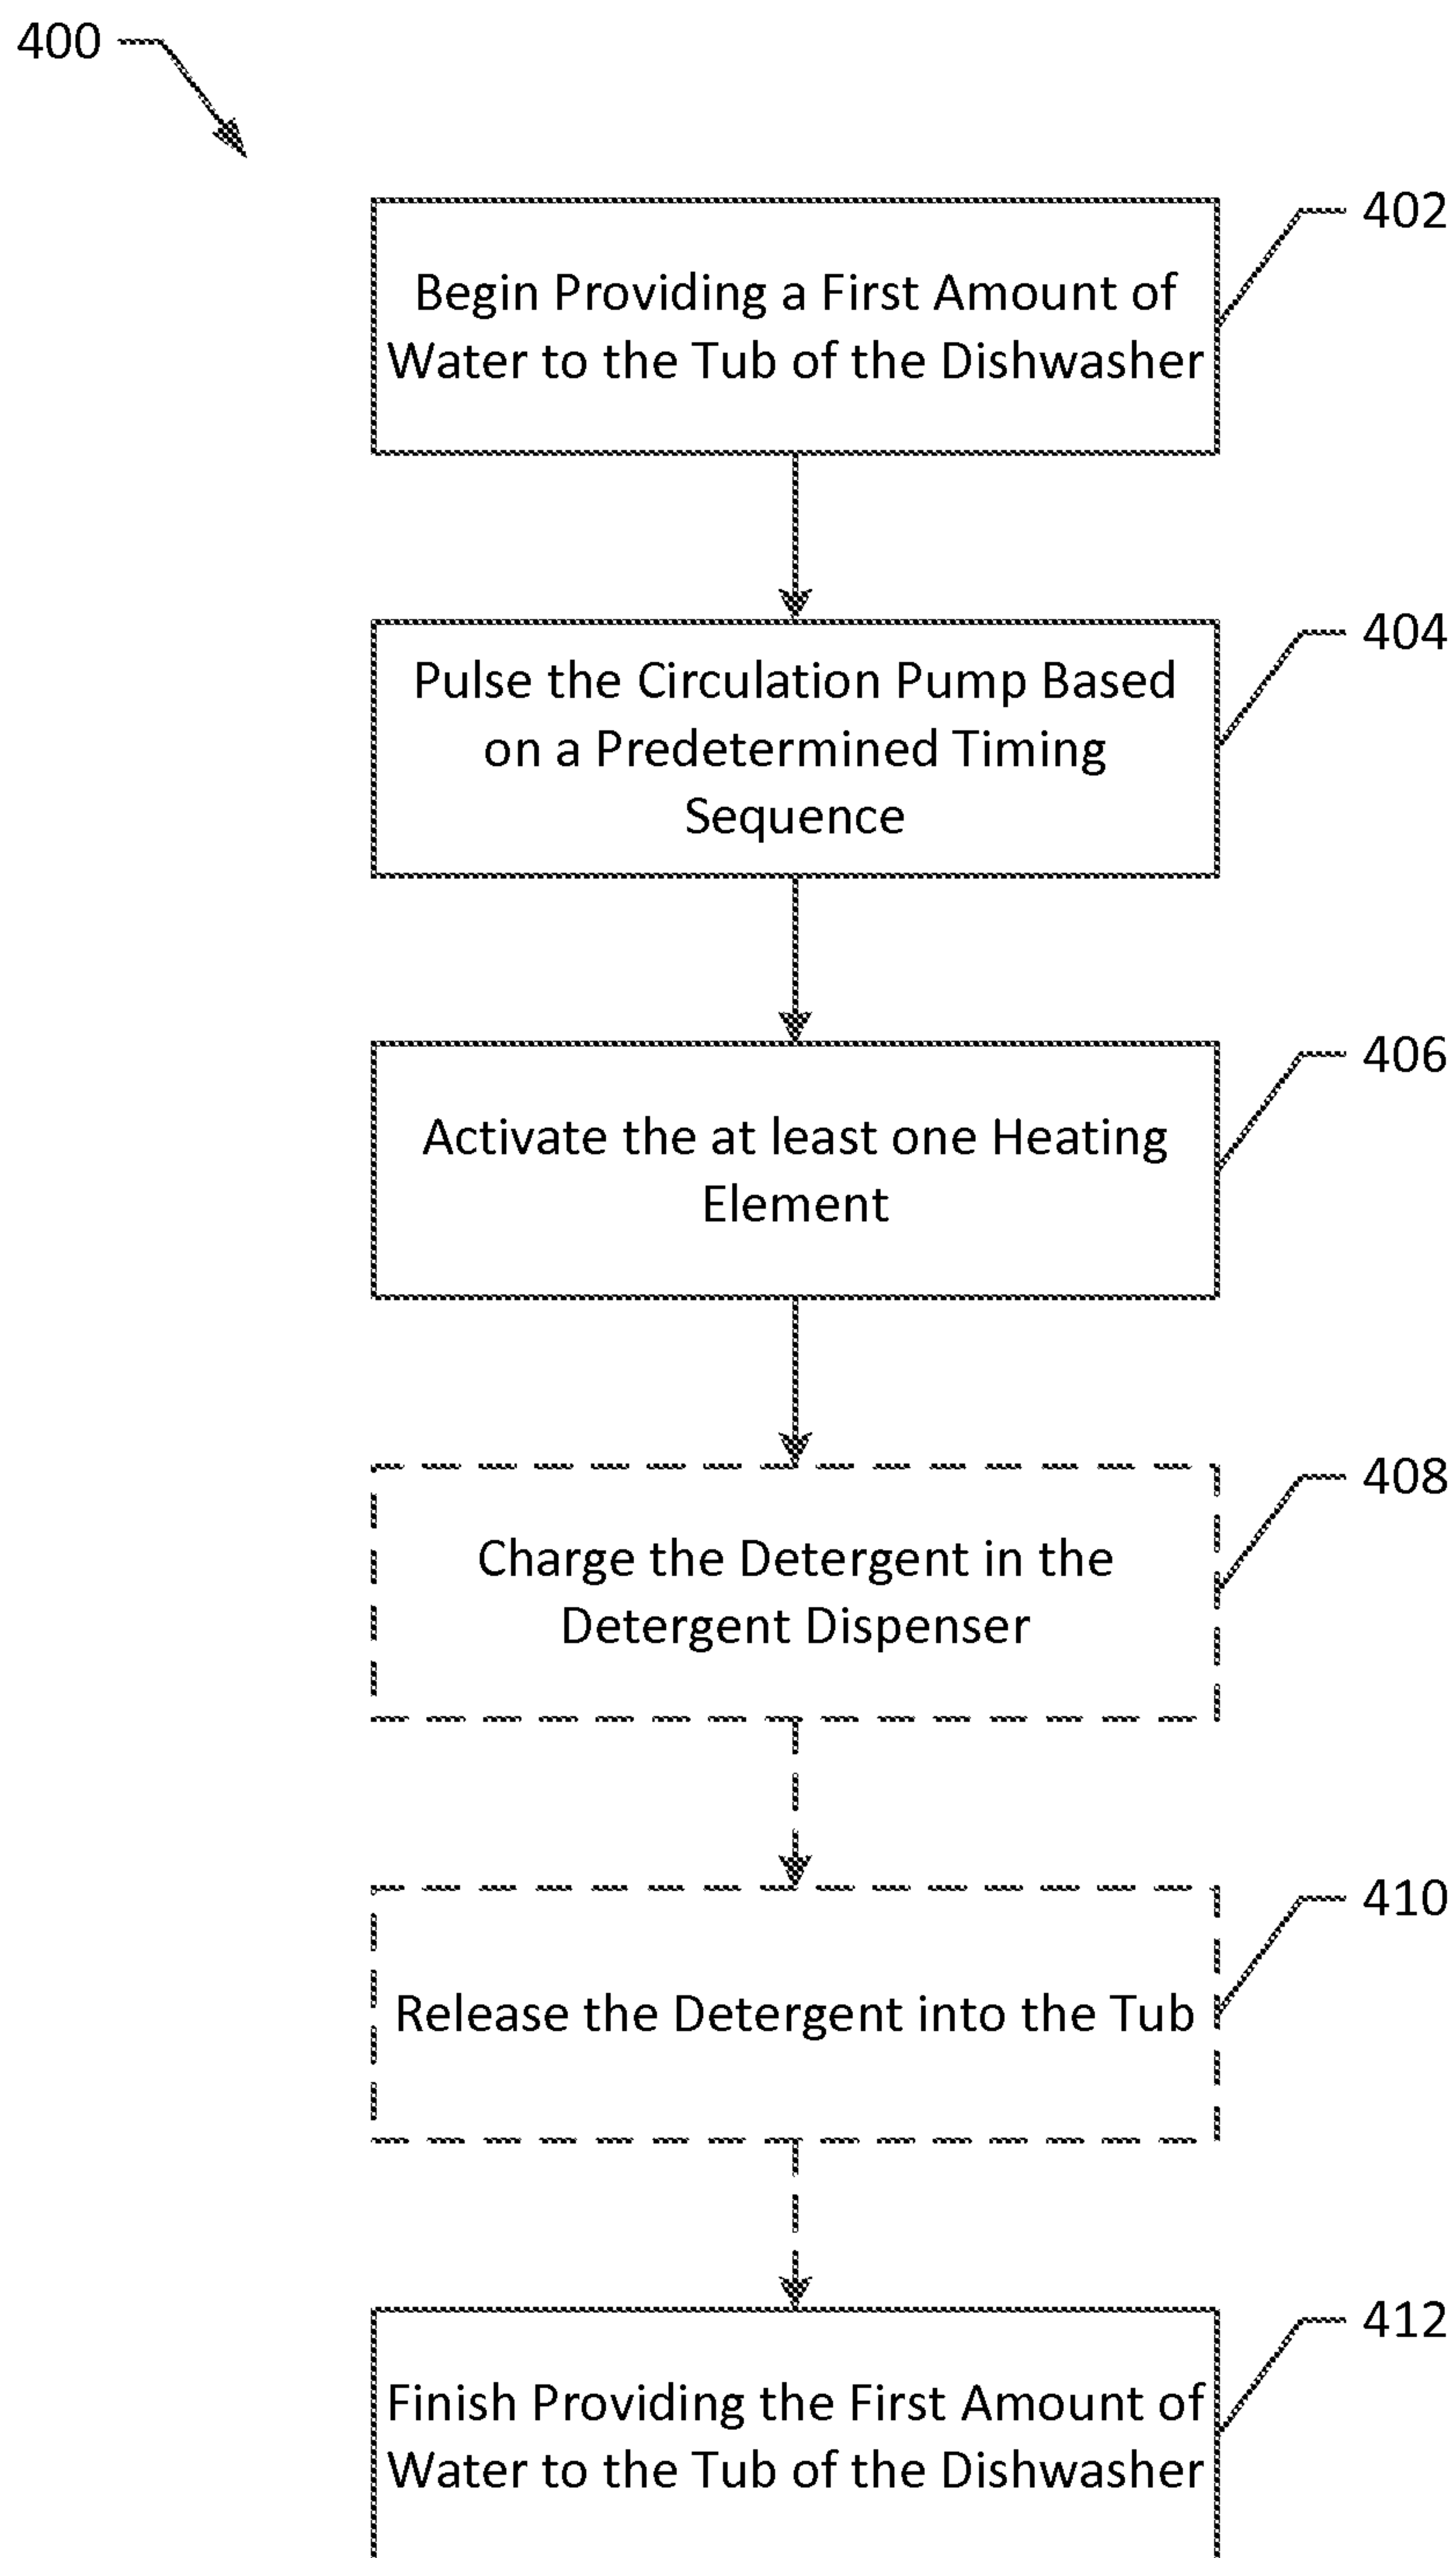 400
402
Begin Providing a First Amount of
Water to the Tub of the Dishwasher
404
Pulse the Circulation Pump Based
on a Predetermined Timing
Sequence
406
Activate the at least one Heating
Element
408
Charge the Detergent in the
Detergent Dispenser
410
Release the Detergent into the Tub
412
Finish Providing the First Amount of
Water to the Tub of the Dishwasher